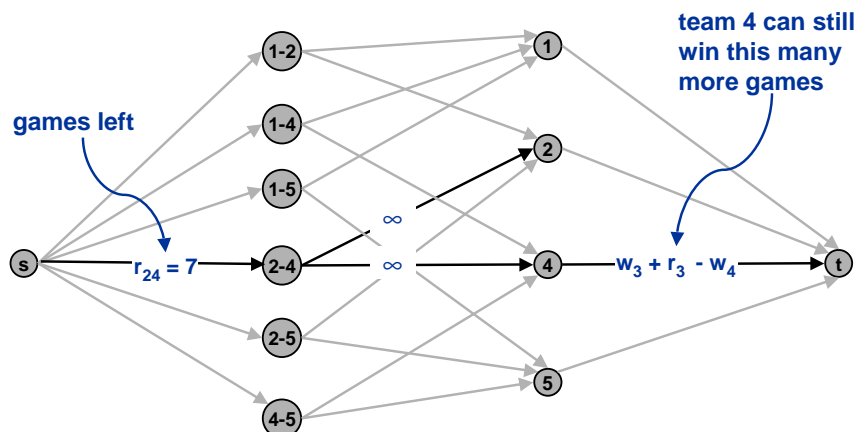 team 4 can still
win this many
more games
games left
s
1-2
1-4
1-5
2-4
2-5
4-5
r₂₄ = 7
∞
∞
1
2
4
5
w₃ + r₃ - w₄
t